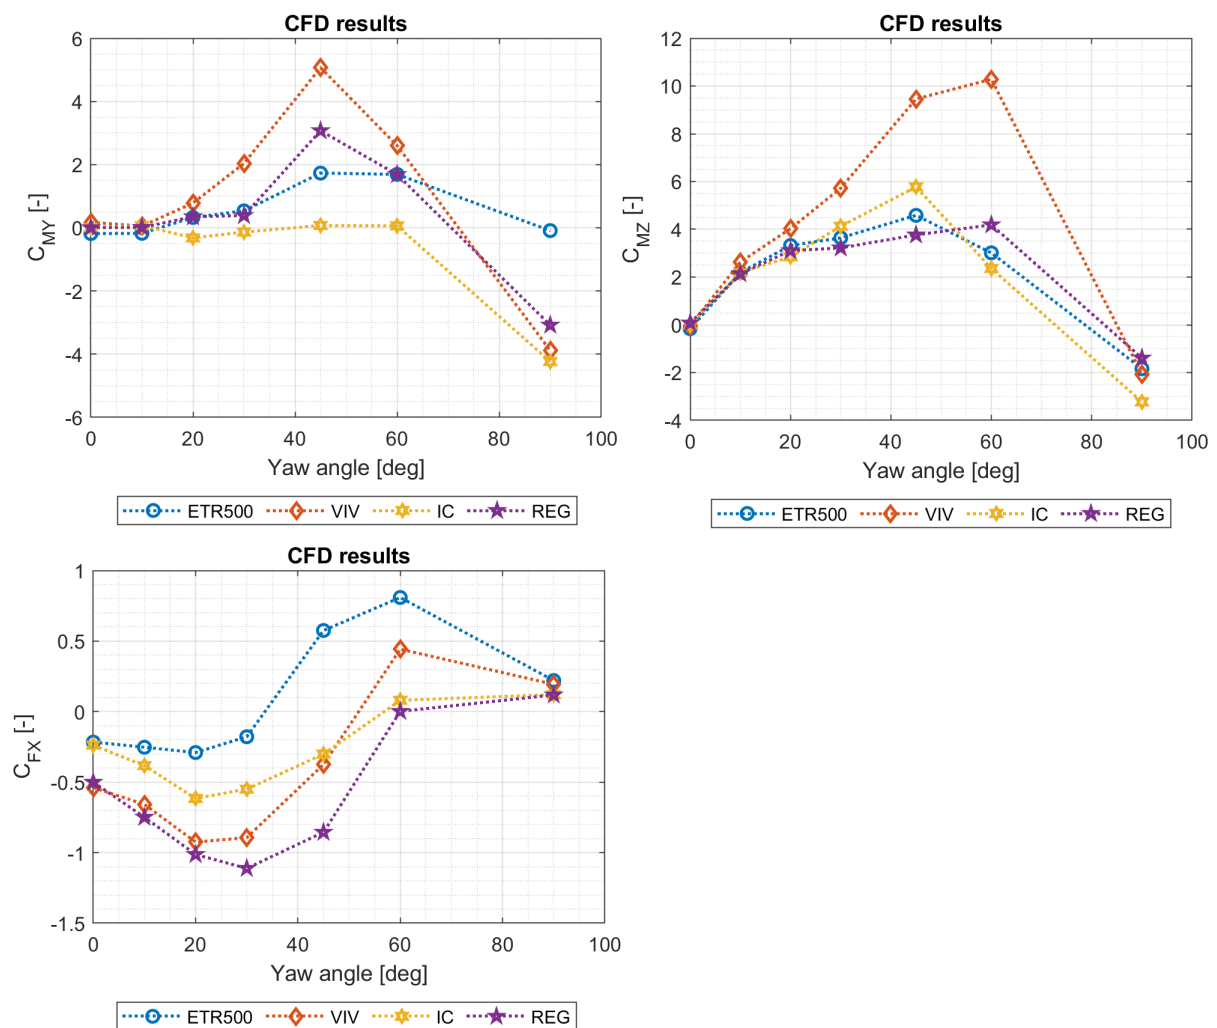 CFD results
6
4
2
0
-2
-4
-6
C_MY [-]
0 20 40 60 80 100
Yaw angle [deg]
ETR500 VIV IC REG
CFD results
12
10
8
6
4
2
0
-2
-4
C_MZ [-]
0 20 40 60 80 100
Yaw angle [deg]
ETR500 VIV IC REG
CFD results
1
0.5
0
-0.5
-1
-1.5
C_FX [-]
0 20 40 60 80 100
Yaw angle [deg]
ETR500 VIV IC REG